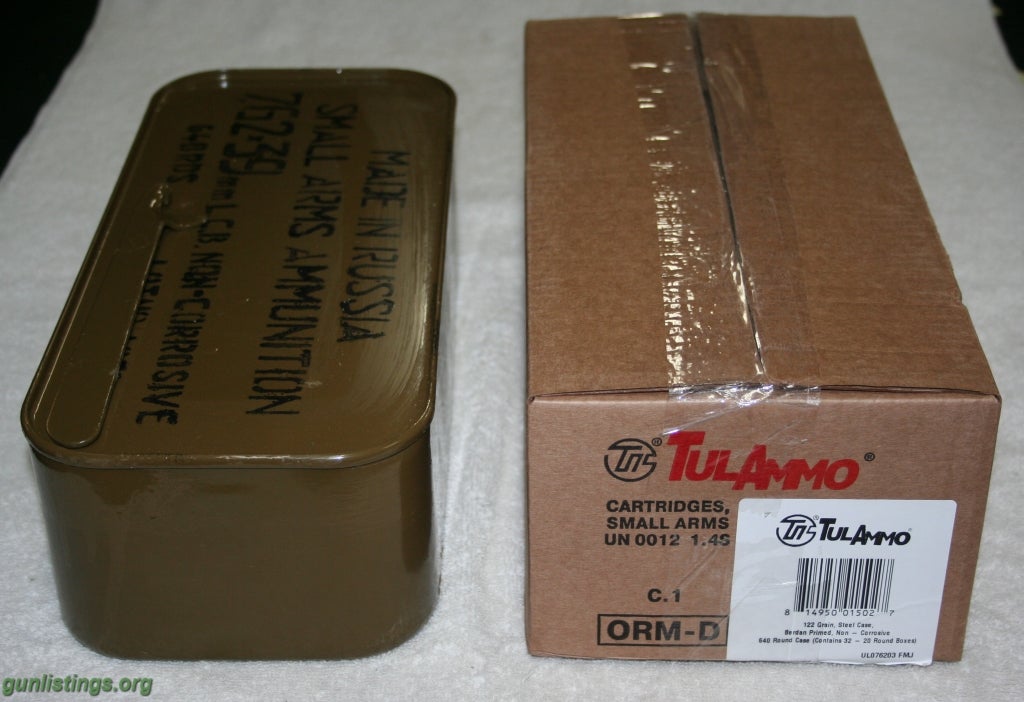 MADE IN RUSSIA
SMALL ARMS AMMUNITION
7,62×39mm L.C.B. NON-CORROSIVE
640 PCS
TULAMMO®
CARTRIDGES,
SMALL ARMS
UN 0012 1.4S
C.1
ORM-D
TULAMMO®
8 14950 01502 7
122 Grain, Steel Case,
Berdan Primed, Non - Corrosive
640 Round Case (Contains 32 - 20 Round Boxes)
UL076203 FMJ
gunlistings.org